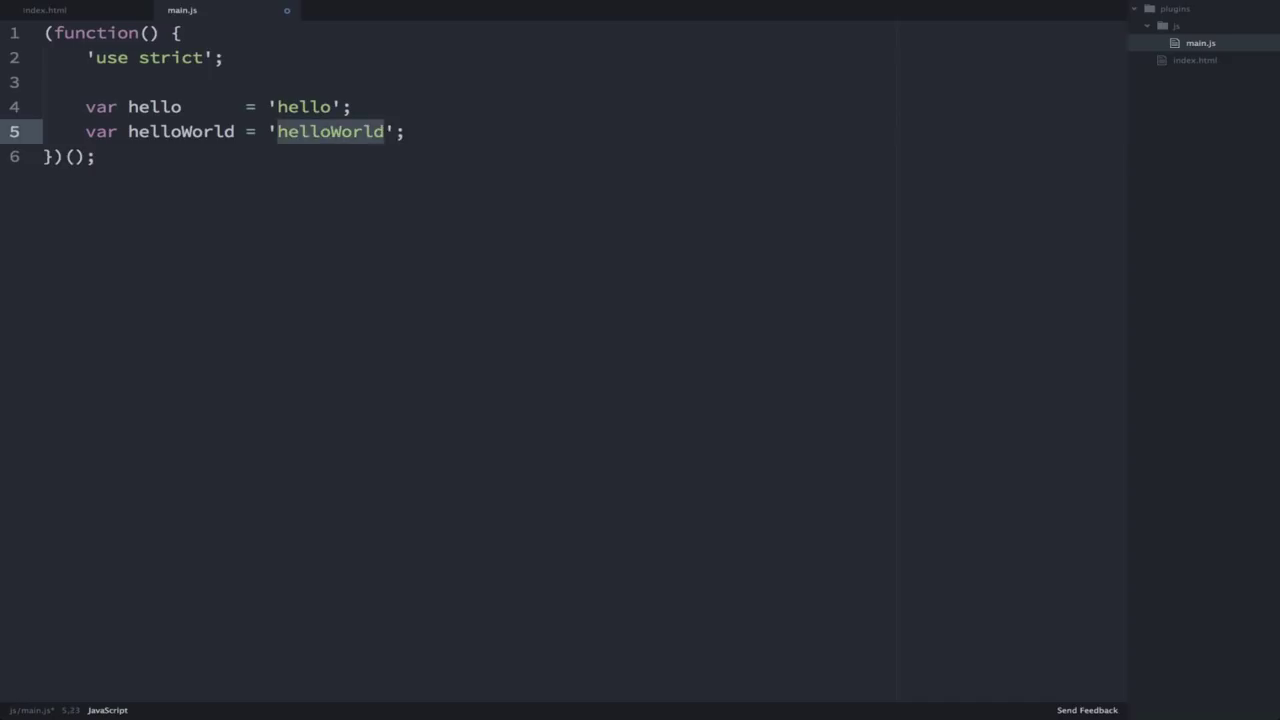 index.html
main.js
1 (function() {
2     'use strict';
3
4     var hello      = 'hello';
5     var helloWorld = 'helloWorld';
6 })();
plugins
js
main.js
index.html
js/main.js* 5,23 JavaScript
Send Feedback